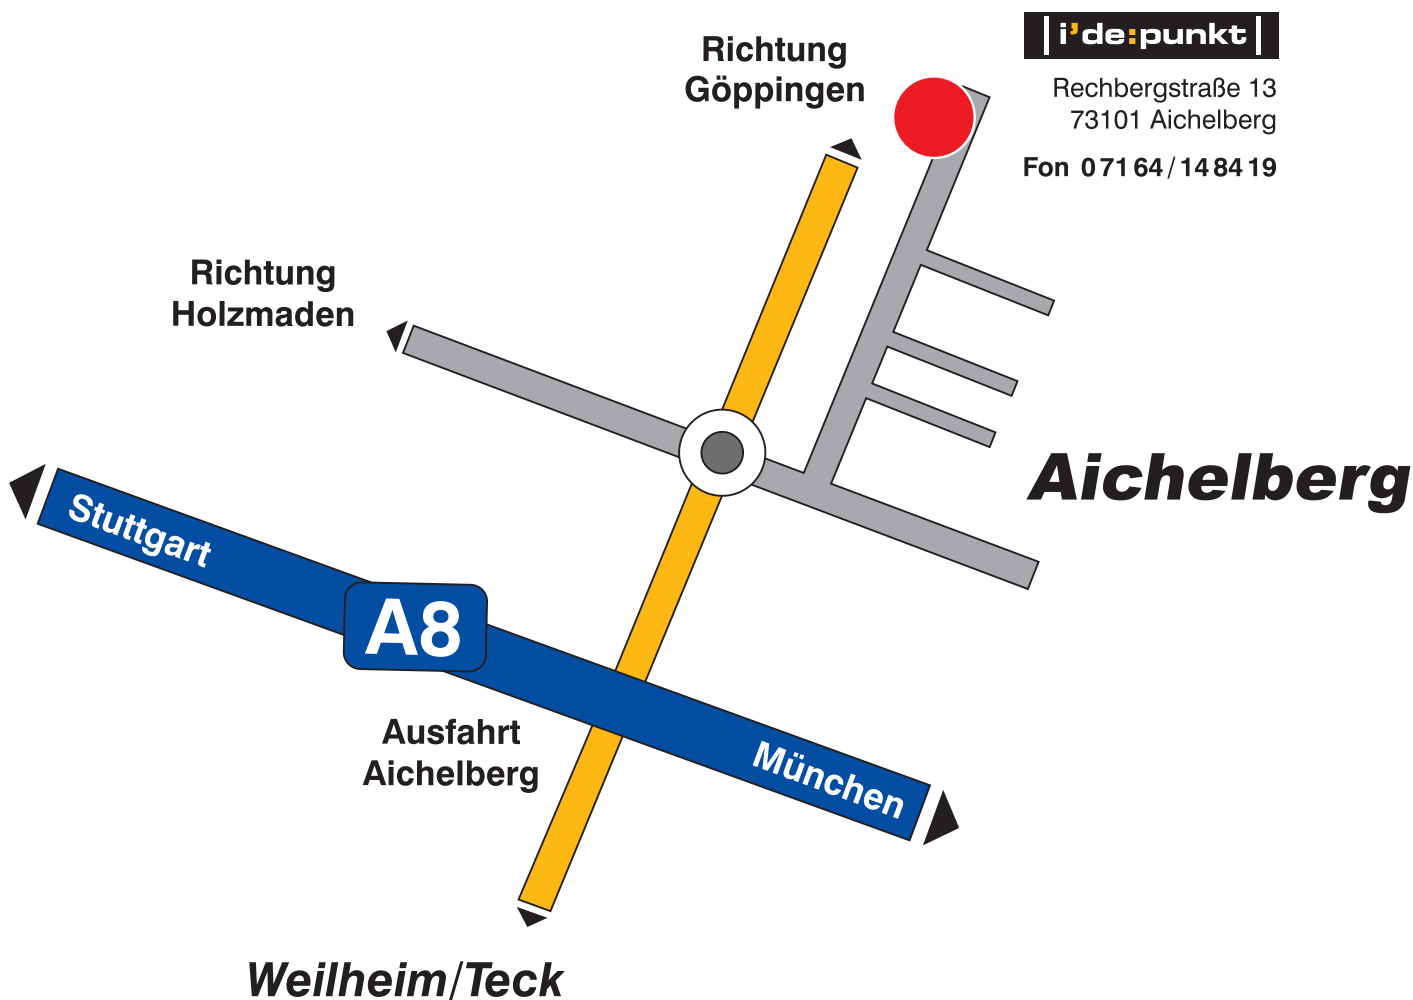 Richtung
Göppingen
|i’de:punkt|
Rechbergstraße 13
73101 Aichelberg
Fon 07164/148419
Richtung
Holzmaden
Aichelberg
Stuttgart
A8
Ausfahrt
Aichelberg
München
Weilheim/Teck